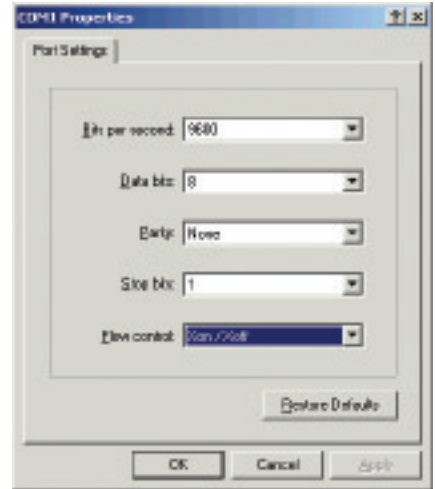 COM1 Properties
Port Settings
Bits per second: 9600
Data bits: 8
Parity: None
Stop bits: 1
Flow control: Xon / Xoff
Restore Defaults
OK Cancel Apply